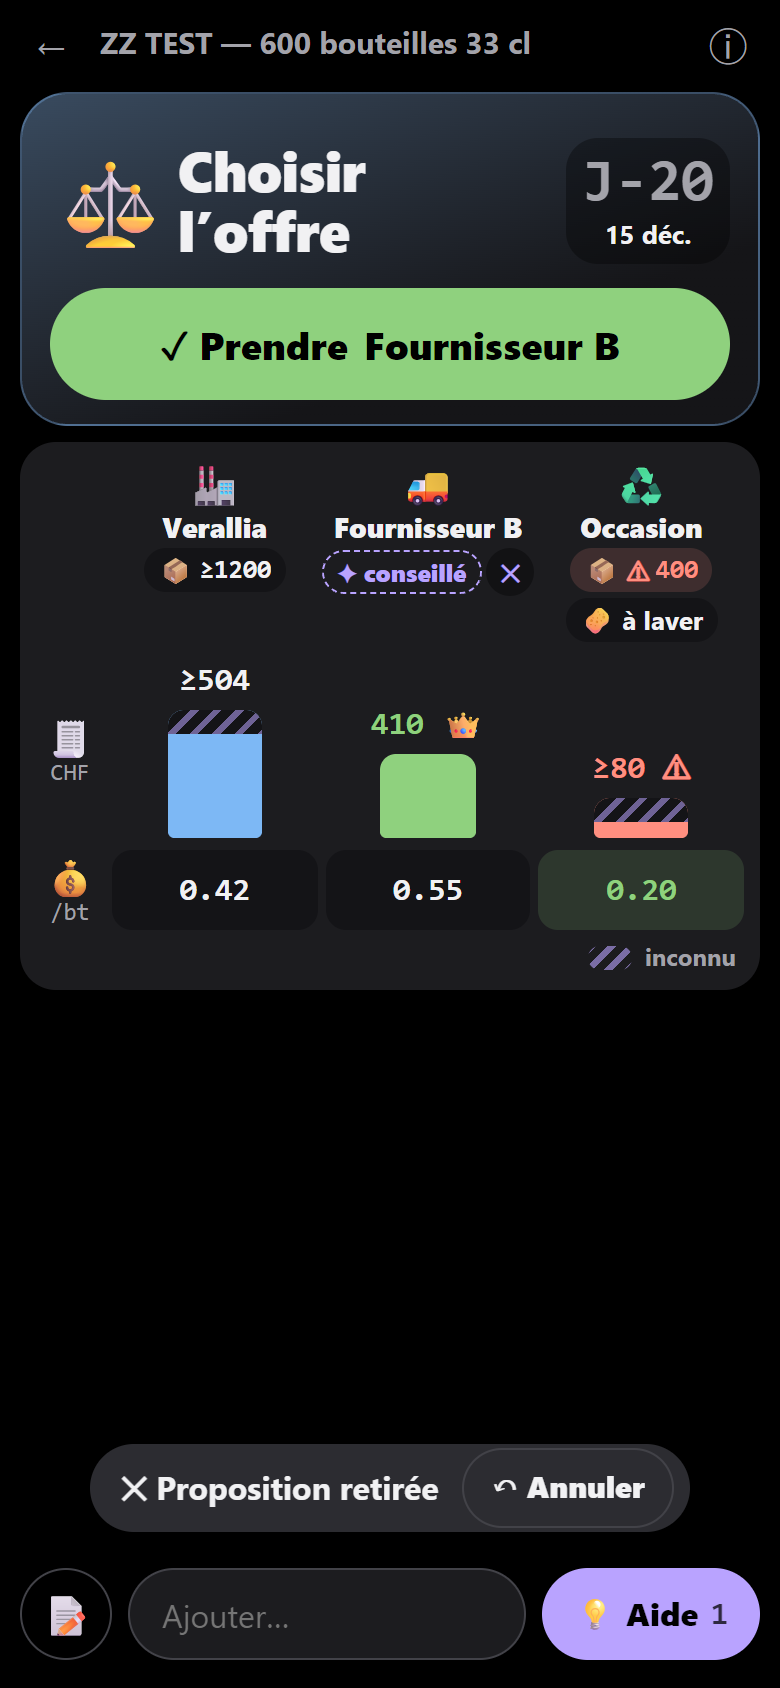 ← ZZ TEST — 600 bouteilles 33 cl ⓘ
Choisir
l’offre
J-20
15 déc.
✓ Prendre Fournisseur B
Verallia Fournisseur B Occasion
≥1200 ✦ conseillé ✕ ⚠ 400
à laver
≥504
410
≥80 ⚠
CHF
0.42 0.55 0.20
/bt
inconnu
✕ Proposition retirée ↶ Annuler
Ajouter… Aide 1